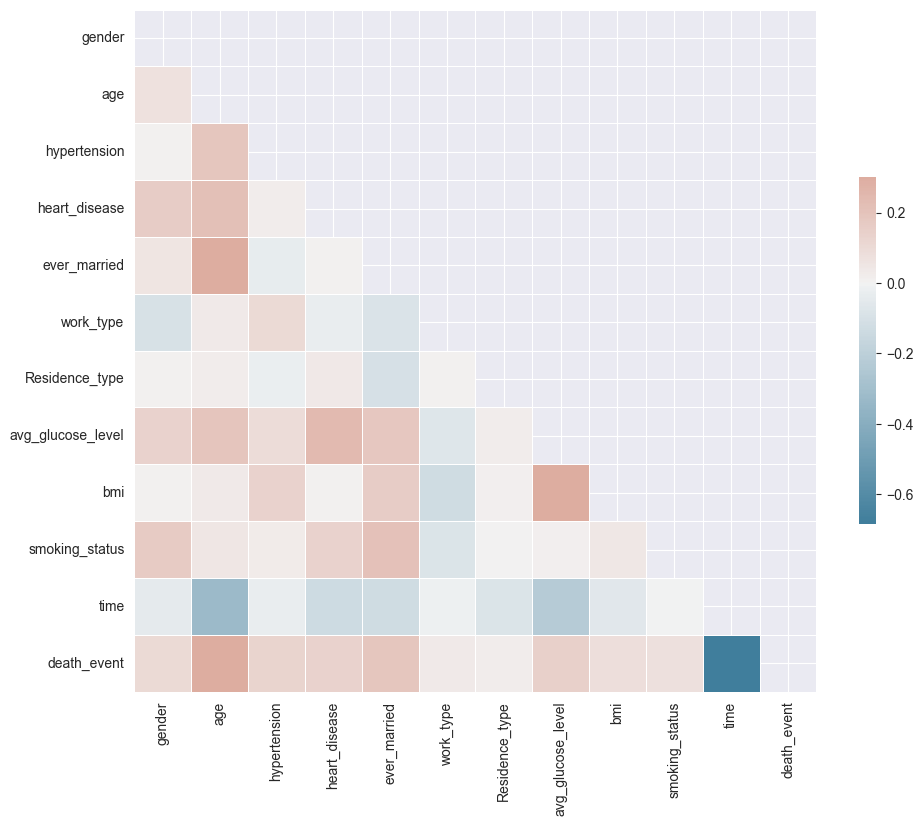 gender
age
hypertension
heart_disease
ever_married
work_type
Residence_type
avg_glucose_level
bmi
smoking_status
time
death_event
gender
age
hypertension
heart_disease
ever_married
work_type
Residence_type
avg_glucose_level
bmi
smoking_status
time
death_event
0.2
0.0
−0.2
−0.4
−0.6